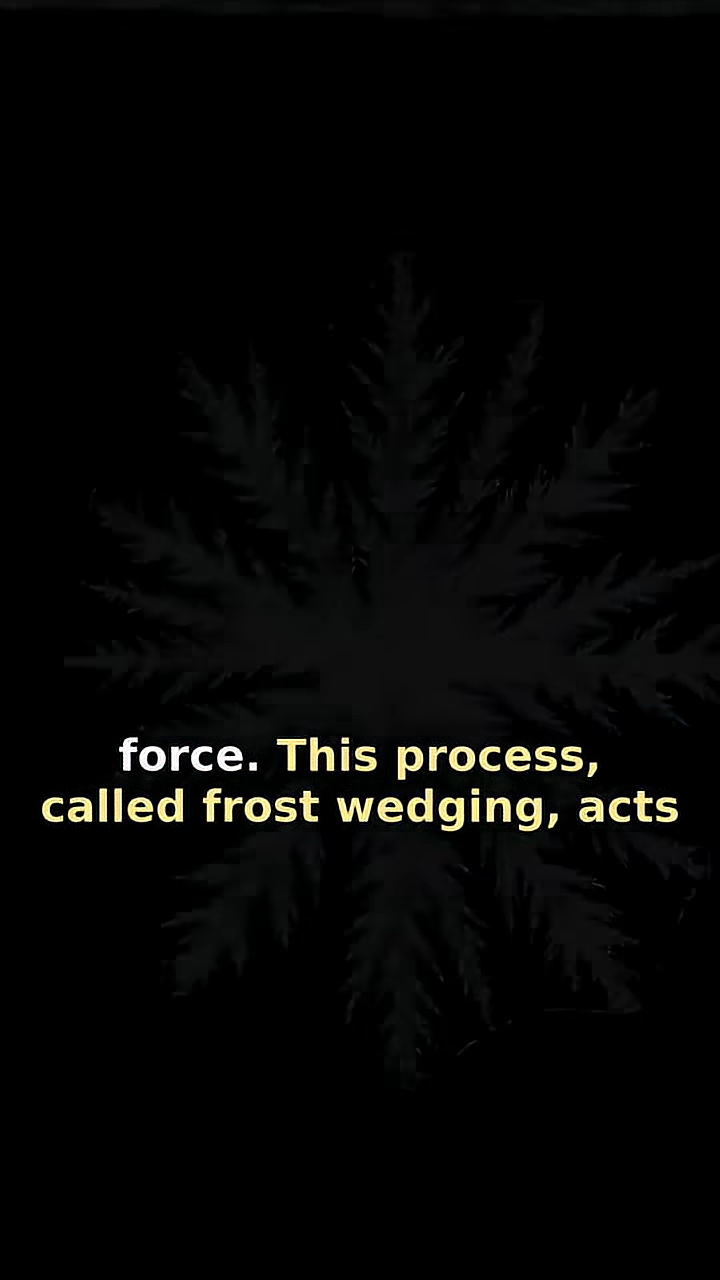 force. This process,
called frost wedging, acts